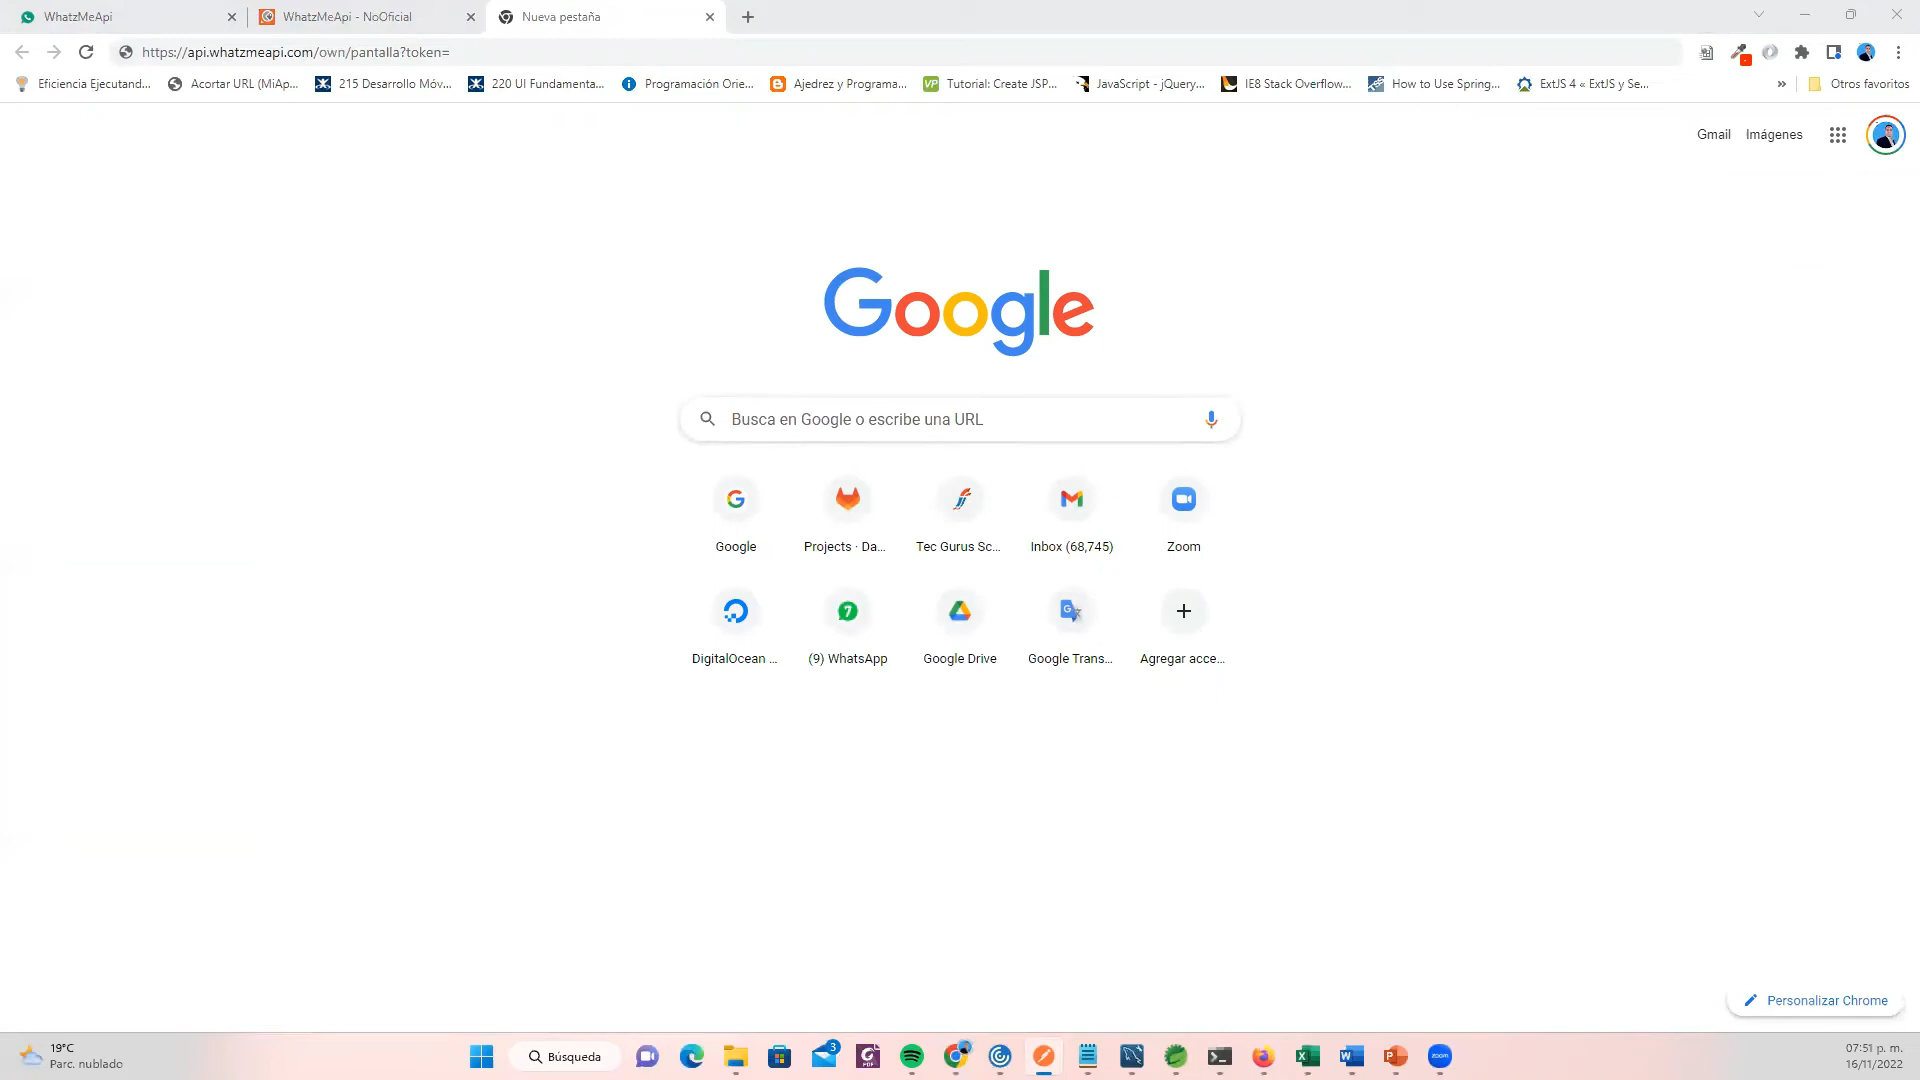 WhatzMeApi
WhatzMeApi - NoOficial
Nueva pestaña
https://api.whatzmeapi.com/own/pantalla?token=
Eficiencia Ejecutand...
Acortar URL (MiAp...
215 Desarrollo Móv...
220 UI Fundamenta...
Programación Orie...
Ajedrez y Programa...
Tutorial: Create JSP...
JavaScript - jQuery...
IE8 Stack Overflow...
How to Use Spring...
ExtJS 4 « ExtJS y Se...
»
Otros favoritos
Gmail
Imágenes
Google
Busca en Google o escribe una URL
Google
Projects · Da...
Tec Gurus Sc...
Inbox (68,745)
Zoom
DigitalOcean ...
(9) WhatsApp
Google Drive
Google Trans...
Agregar acce...
Personalizar Chrome
19°C
Parc. nublado
Búsqueda
3
zoom
07:51 p. m.
16/11/2022